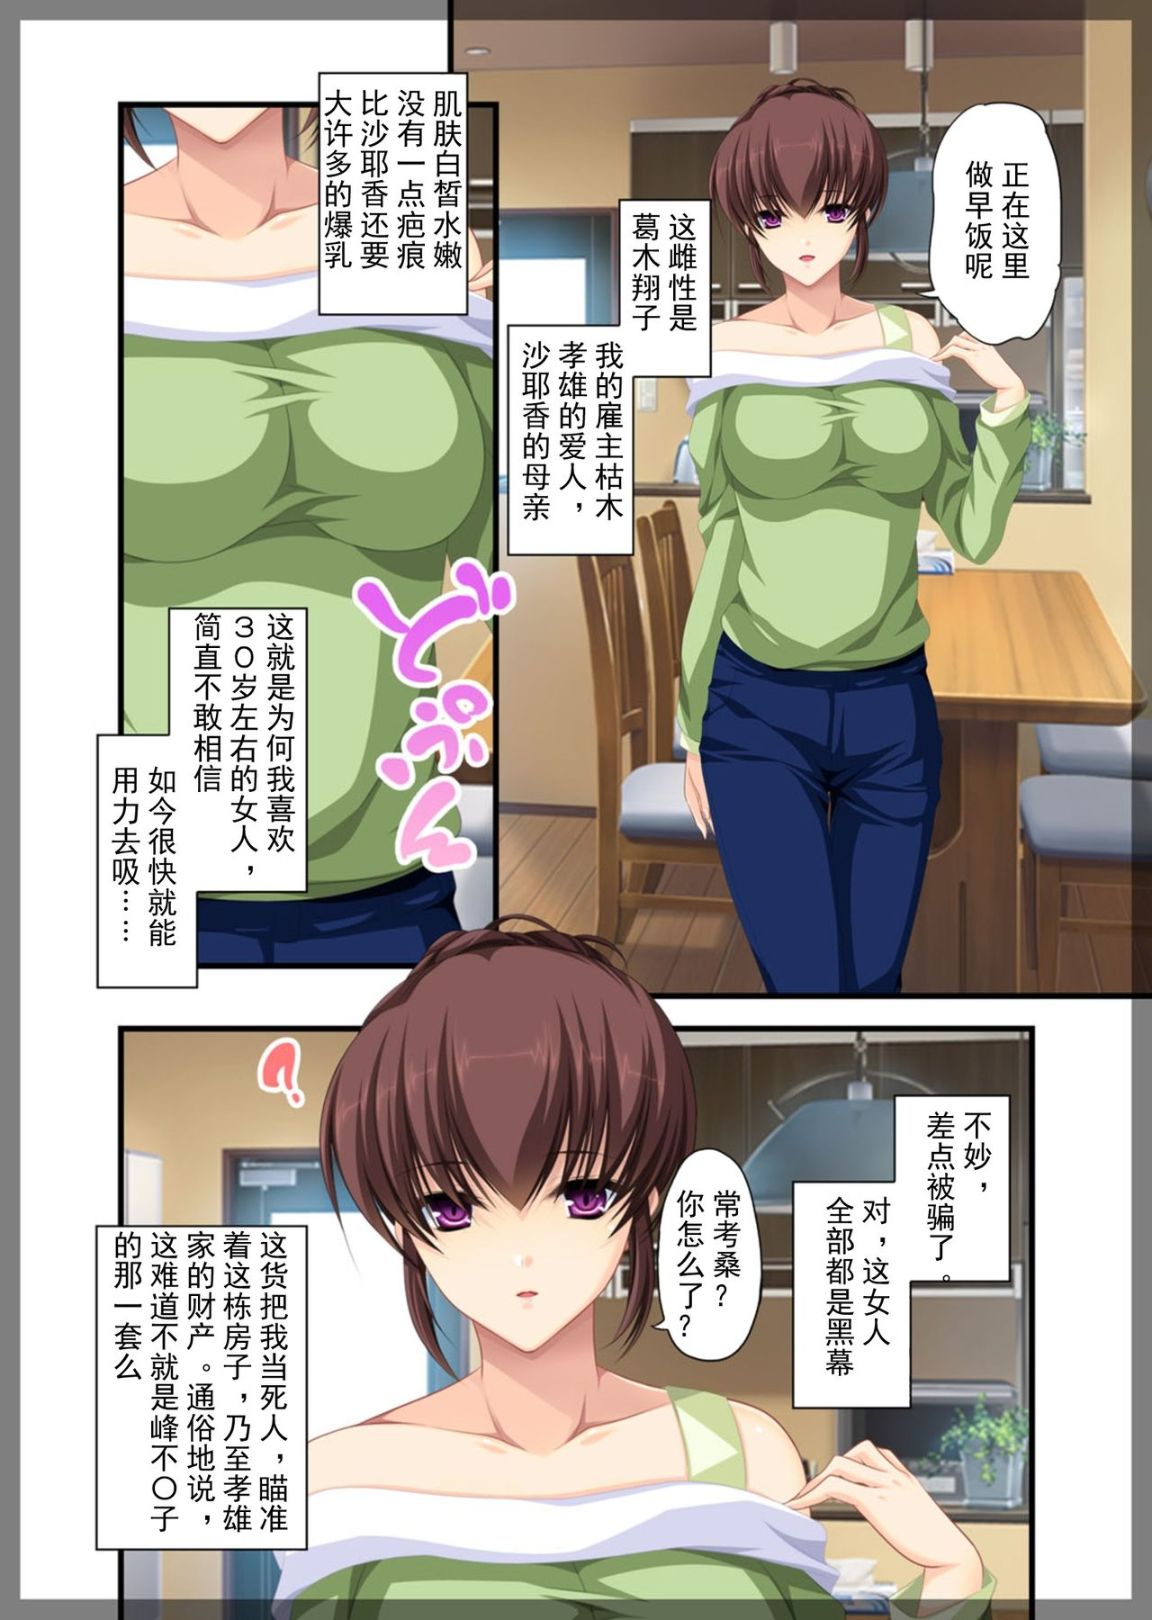 正在这里
做早饭呢
这雌性是
葛木翔子
我的雇主枯木
孝雄的爱人，
沙耶香的母亲
肌肤白皙水嫩
没有一点疤痕
比沙耶香还要
大许多的爆乳
どぷぅん
这就是为何我喜欢
３０岁左右的女人，
简直不敢相信
如今很快就能
用力去吸……
不妙，
差点被骗了。
对，这女人
全部都是黑幕
常考桑？
你怎么了？
?
这货把我当死人，瞄准
着这栋房子，乃至孝雄
家的财产。通俗地说，
这难道不就是峰不〇子
的那一套么